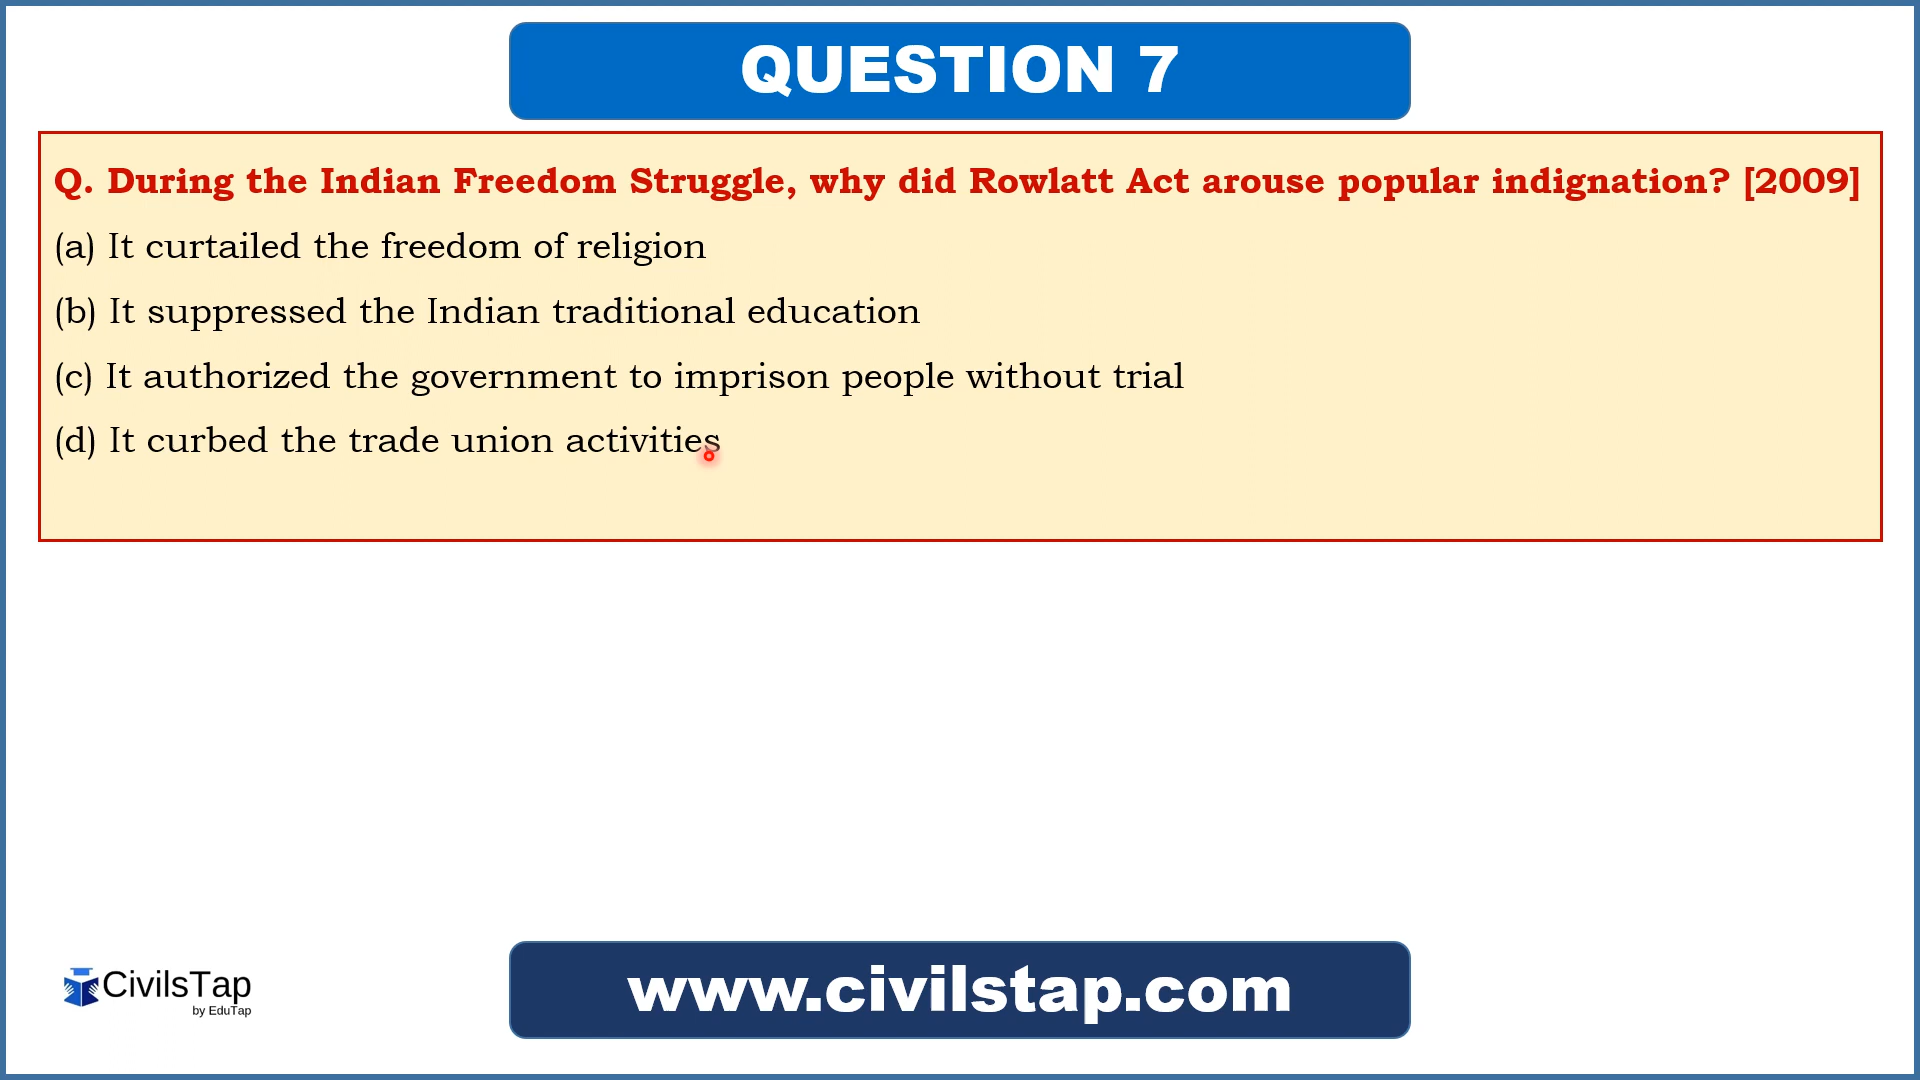 QUESTION 7
Q. During the Indian Freedom Struggle, why did Rowlatt Act arouse popular indignation? [2009]
(a) It curtailed the freedom of religion
(b) It suppressed the Indian traditional education
(c) It authorized the government to imprison people without trial
(d) It curbed the trade union activities
CivilsTap
by EduTap
www.civilstap.com